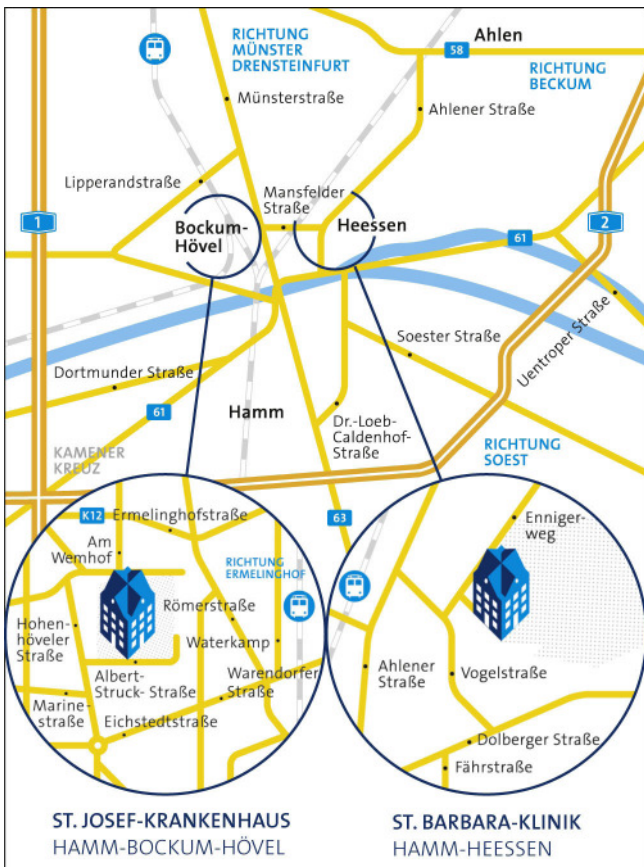 RICHTUNG
MÜNSTER
DRENSTEINFURT
Ahlen
58
RICHTUNG
BECKUM
Münsterstraße
Ahlener Straße
Lipperandstraße
Mansfelder
Straße
1
Bockum-
Hövel
Heessen
61
2
Uentroper Straße
Soester Straße
Dortmunder Straße
61
Hamm
Dr.-Loeb-
Caldenhof-
Straße
KAMENER
KREUZ
RICHTUNG
SOEST
63
K12
Ermelinghofstraße
Am
Wemhof
RICHTUNG
ERMELINGHOF
Römerstraße
Hohen-
höveler
Straße
Waterkamp
Albert-
Struck-Straße
Warendorfer
Straße
Marine-
straße
Eichstedtstraße
Enniger-
weg
Ahlener
Straße
Vogelstraße
Dolberger Straße
Fährstraße
ST. JOSEF-KRANKENHAUS
HAMM-BOCKUM-HÖVEL
ST. BARBARA-KLINIK
HAMM-HEESSEN